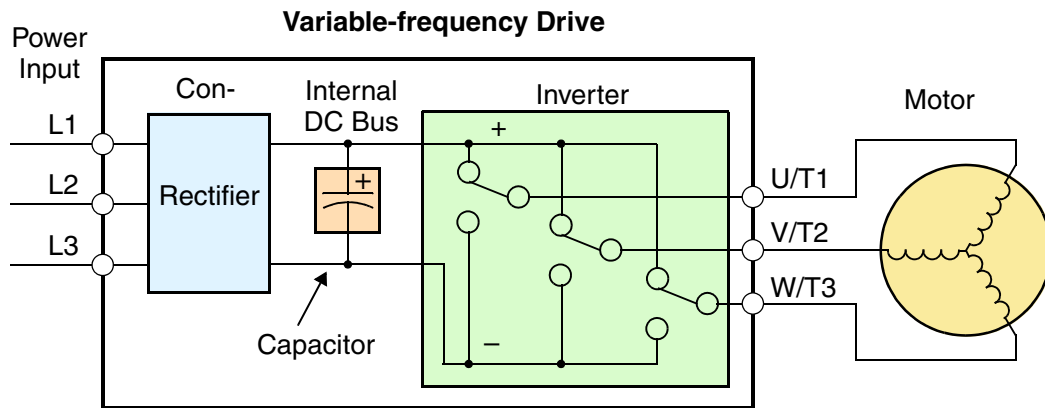 Variable-frequency Drive
Power
Input
Con-
Internal
DC Bus
Inverter
Motor
L1
L2
L3
Rectifier
+
+
–
U/T1
V/T2
W/T3
Capacitor